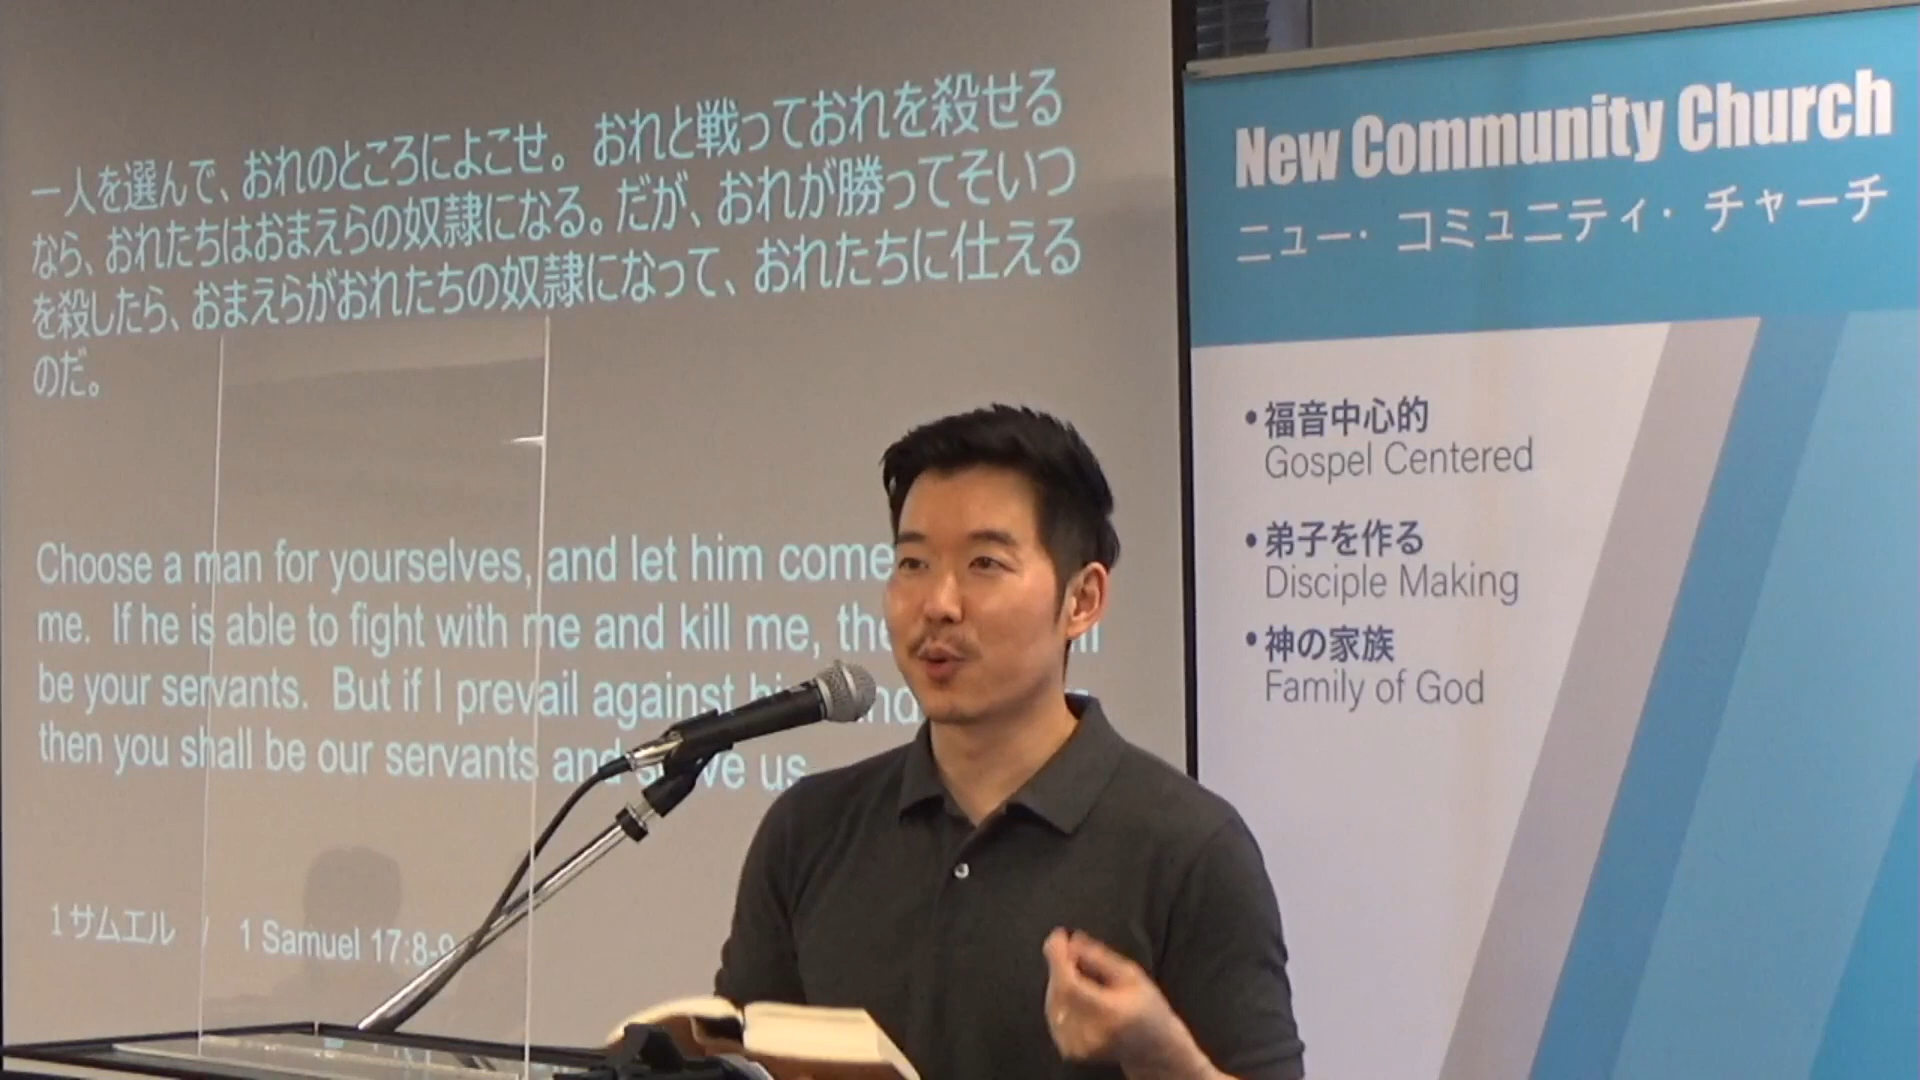 一人を選んで、おれのところによこせ。おれと戦っておれを殺せる
なら、おれたちはおまえらの奴隷になる。だが、おれが勝ってそいつ
を殺したら、おまえらがおれたちの奴隷になって、おれたちに仕える
のだ。
Choose a man for yourselves, and let him come
me. If he is able to fight with me and kill me,
be your servants. But if I prevail against
then you shall be our servants and serve us.
1サムエル / 1 Samuel 17:8-9
New Community Church
ニュー・コミュニティ・チャーチ
•福音中心的
Gospel Centered
•弟子を作る
Disciple Making
•神の家族
Family of God